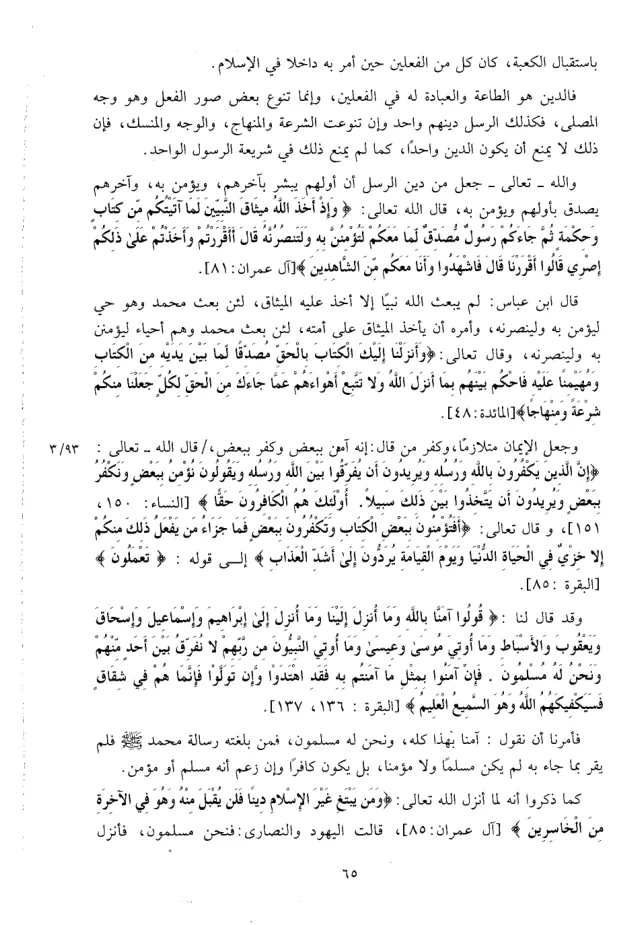 باستقبال الكعبة، كان كل من الفعلين حين أمر به داخلا في الإسلام.
فالدين هو الطاعة والعبادة له في الفعلين، وإنما تنوع بعض صور الفعل وهو وجه
المصلى، فكذلك الرسل دينهم واحد وإن تنوعت الشرعة والمنهاج، والوجه والمنسك، فإن
ذلك لا يمنع أن يكون الدين واحدًا، كما لم يمنع ذلك في شريعة الرسول الواحد.
والله ـ تعالى ـ جعل من دين الرسل أن أولهم يبشر بآخرهم، ويؤمن به، وآخرهم
يصدق بأولهم ويؤمن به، قال الله تعالى: ﴿ وَإِذْ أَخَذَ اللَّهُ مِيثَاقَ النَّبِيِّينَ لَمَا آتَيْتُكُم مِّن كِتَابٍ
وَحِكْمَةٍ ثُمَّ جَاءَكُمْ رَسُولٌ مُّصَدِّقٌ لِّمَا مَعَكُمْ لَتُؤْمِنُنَّ بِهِ وَلَتَنصُرُنَّهُ قَالَ أَأَقْرَرْتُمْ وَأَخَذْتُمْ عَلَىٰ ذَلِكُمْ
إِصْرِي قَالُوا أَقْرَرْنَا قَالَ فَاشْهَدُوا وَأَنَا مَعَكُم مِّنَ الشَّاهِدِينَ ﴾[آل عمران: ٨١].
قال ابن عباس: لم يبعث الله نبيًا إلا أخذ عليه الميثاق، لئن بعث محمد وهو حي
ليؤمن به ولينصرنه، وأمره أن يأخذ الميثاق على أمته، لئن بعث محمد وهم أحياء ليؤمنن
به ولينصرنه، وقال تعالى: ﴿وَأَنزَلْنَا إِلَيْكَ الْكِتَابَ بِالْحَقِّ مُصَدِّقًا لِّمَا بَيْنَ يَدَيْهِ مِنَ الْكِتَابِ
وَمُهَيْمِنًا عَلَيْهِ فَاحْكُم بَيْنَهُم بِمَا أَنزَلَ اللَّهُ وَلا تَتَّبِعْ أَهْوَاءَهُمْ عَمَّا جَاءَكَ مِنَ الْحَقِّ لِكُلٍّ جَعَلْنَا مِنكُمْ
شِرْعَةً وَمِنْهَاجًا﴾[المائدة: ٤٨].
وجعل الإيمان متلازمًا، وكفر من قال: إنه آمن ببعض وكفر ببعض،/ قال الله ـ تعالى : ٣/٩٣
﴿إِنَّ الَّذِينَ يَكْفُرُونَ بِاللَّهِ وَرُسُلِهِ وَيُرِيدُونَ أَن يُفَرِّقُوا بَيْنَ اللَّهِ وَرُسُلِهِ وَيَقُولُونَ نُؤْمِنُ بِبَعْضٍ وَنَكْفُرُ
بِبَعْضٍ وَيُرِيدُونَ أَن يَتَّخِذُوا بَيْنَ ذَلِكَ سَبِيلاً. أُوْلَئِكَ هُمُ الْكَافِرُونَ حَقًّا ﴾ [النساء: ١٥٠،
١٥١]، و قال تعالى: ﴿أَفَتُؤْمِنُونَ بِبَعْضِ الْكِتَابِ وَتَكْفُرُونَ بِبَعْضٍ فَمَا جَزَاءُ مَن يَفْعَلُ ذَلِكَ مِنكُمْ
إِلا خِزْيٌ فِي الْحَيَاةِ الدُّنْيَا وَيَوْمَ الْقِيَامَةِ يُرَدُّونَ إِلَىٰ أَشَدِّ الْعَذَابِ ﴾ إلــى قوله : ﴿ تَعْمَلُونَ ﴾
[البقرة : ٨٥].
وقد قال لنا :﴿ قُولُوا آمَنَّا بِاللَّهِ وَمَا أُنزِلَ إِلَيْنَا وَمَا أُنزِلَ إِلَىٰ إِبْرَاهِيمَ وَإِسْمَاعِيلَ وَإِسْحَاقَ
وَيَعْقُوبَ وَالأَسْبَاطِ وَمَا أُوتِيَ مُوسَىٰ وَعِيسَىٰ وَمَا أُوتِيَ النَّبِيُّونَ مِن رَّبِّهِمْ لا نُفَرِّقُ بَيْنَ أَحَدٍ مِّنْهُمْ
وَنَحْنُ لَهُ مُسْلِمُونَ . فَإِنْ آمَنُوا بِمِثْلِ مَا آمَنتُم بِهِ فَقَدِ اهْتَدَوْا وَّإِن تَوَلَّوْا فَإِنَّمَا هُمْ فِي شِقَاقٍ
فَسَيَكْفِيكَهُمُ اللَّهُ وَهُوَ السَّمِيعُ الْعَلِيمُ ﴾ [البقرة : ١٣٦، ١٣٧].
فأمرنا أن نقول : آمنا بهذا كله، ونحن له مسلمون، فمن بلغته رسالة محمد ﷺ فلم
يقر بما جاء به لم يكن مسلمًا ولا مؤمنا، بل يكون كافرًا وإن زعم أنه مسلم أو مؤمن.
كما ذكروا أنه لما أنزل الله تعالى: ﴿وَمَن يَبْتَغِ غَيْرَ الإِسْلامِ دِينًا فَلَن يُقْبَلَ مِنْهُ وَهُوَ فِي الآخِرَةِ
مِنَ الْخَاسِرِينَ ﴾ [آل عمران: ٨٥]، قالت اليهود والنصارى: فنحن مسلمون، فأنزل
٦٥